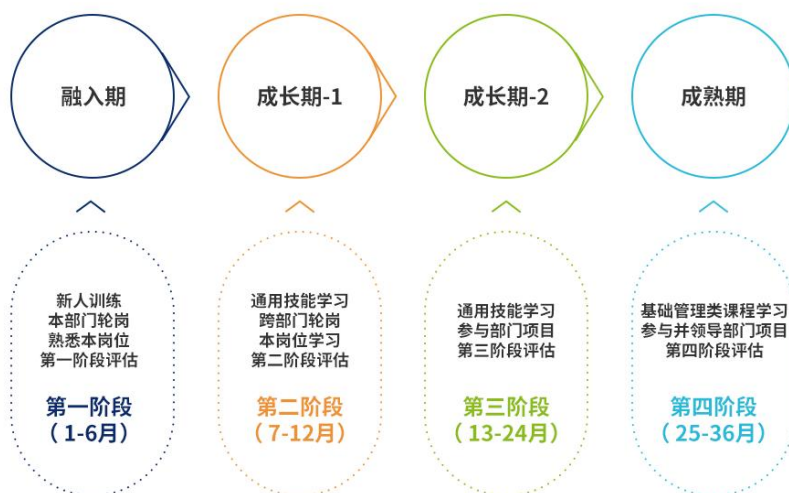 融入期
成长期-1
成长期-2
成熟期
新人训练
本部门轮岗
熟悉本岗位
第一阶段评估
第一阶段
（ 1-6月）
通用技能学习
跨部门轮岗
本岗位学习
第二阶段评估
第二阶段
（ 7-12月）
通用技能学习
参与部门项目
第三阶段评估
第三阶段
（ 13-24月）
基础管理类课程学习
参与并领导部门项目
第四阶段评估
第四阶段
（ 25-36月）